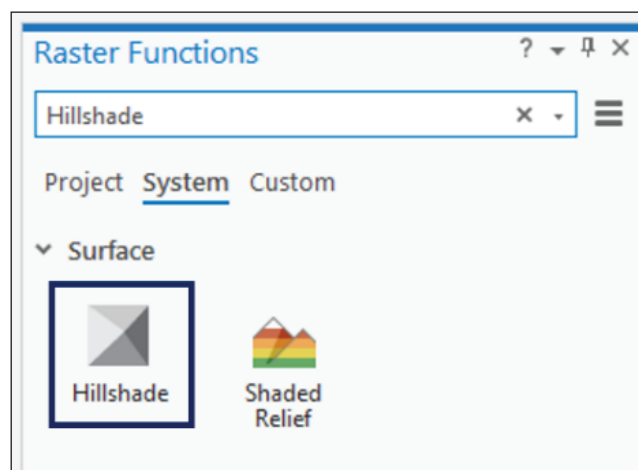 Raster Functions
?
Hillshade
Project System Custom
Surface
Hillshade
Shaded
Relief